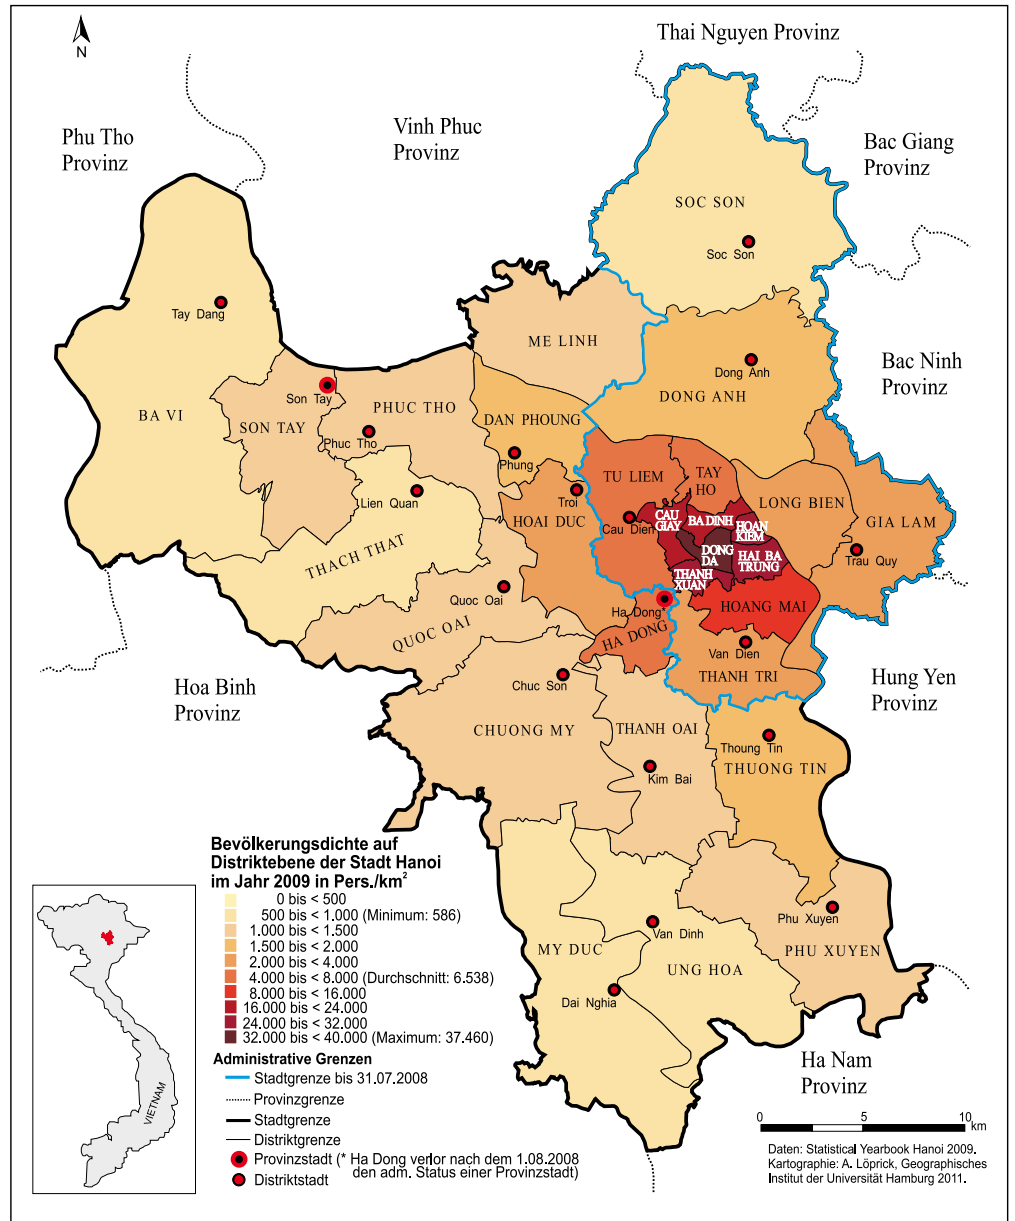 N
Thai Nguyen Provinz
Phu Tho
Provinz
Vinh Phuc
Provinz
Bac Giang
Provinz
SOC SON
Soc Son
Tay Dang
ME LINH
Dong Anh
DONG ANH
Bac Ninh
Provinz
BA VI
Son Tay
SON TAY
PHUC THO
Phuc Tho
DAN PHOUNG
Phung
Lien Quan
Troi
HOAI DUC
TU LIEM
TAY
HO
LONG BIEN
GIA LAM
Cau Dien
CAU
GIAY
BA DINH
HOAN
KIEM
DONG
DA
HAI BA
TRUNG
THANH
XUAN
Trau Quy
THACH THAT
Quoc Oai
QUOC OAI
Ha Dong*
HA DONG
HOANG MAI
Van Dien
THANH TRI
Hoa Binh
Provinz
Hung Yen
Provinz
Chuc Son
CHUONG MY
THANH OAI
Kim Bai
Thoung Tin
THUONG TIN
Phu Xuyen
PHU XUYEN
Van Dinh
MY DUC
UNG HOA
Dai Nghia
Ha Nam
Provinz
Bevölkerungsdichte auf
Distriktebene der Stadt Hanoi
im Jahr 2009 in Pers./km²
0 bis < 500
500 bis < 1.000 (Minimum: 586)
1.000 bis < 1.500
1.500 bis < 2.000
2.000 bis < 4.000
4.000 bis < 8.000 (Durchschnitt: 6.538)
8.000 bis < 16.000
16.000 bis < 24.000
24.000 bis < 32.000
32.000 bis < 40.000 (Maximum: 37.460)
Administrative Grenzen
Stadtgrenze bis 31.07.2008
Provinzgrenze
Stadtgrenze
Distriktgrenze
Provinzstadt (* Ha Dong verlor nach dem 1.08.2008
den adm. Status einer Provinzstadt)
Distriktstadt
VIETNAM
0 5 10
km
Daten: Statistical Yearbook Hanoi 2009.
Kartographie: A. Löprick, Geographisches
Institut der Universität Hamburg 2011.